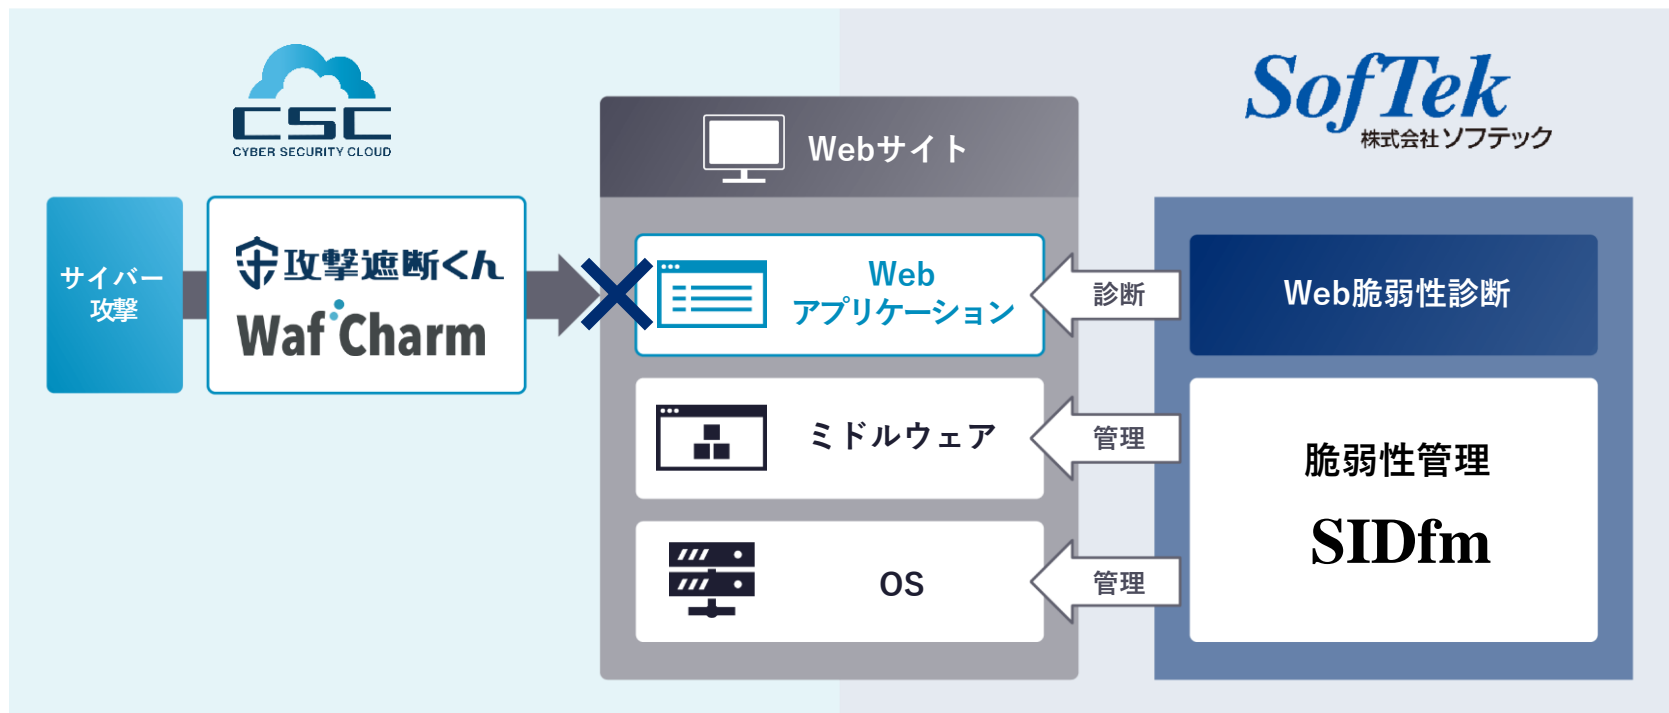 CSC
CYBER SECURITY CLOUD
SofTek
株式会社ソフテック
Webサイト
サイバー
攻撃
攻撃遮断くん
WafCharm
Web
アプリケーション
診断
Web脆弱性診断
ミドルウェア
管理
脆弱性管理
SIDfm
OS
管理